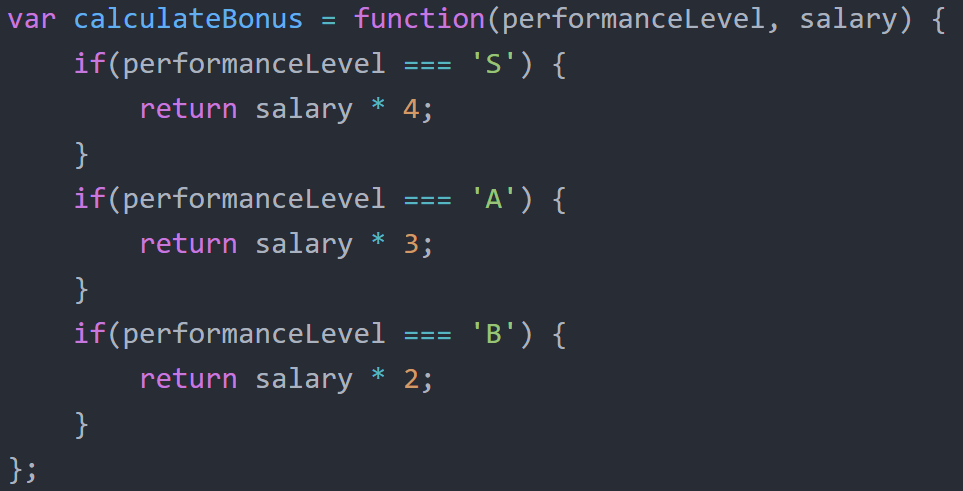 var calculateBonus = function(performanceLevel, salary) {
    if(performanceLevel === 'S') {
        return salary * 4;
    }
    if(performanceLevel === 'A') {
        return salary * 3;
    }
    if(performanceLevel === 'B') {
        return salary * 2;
    }
};